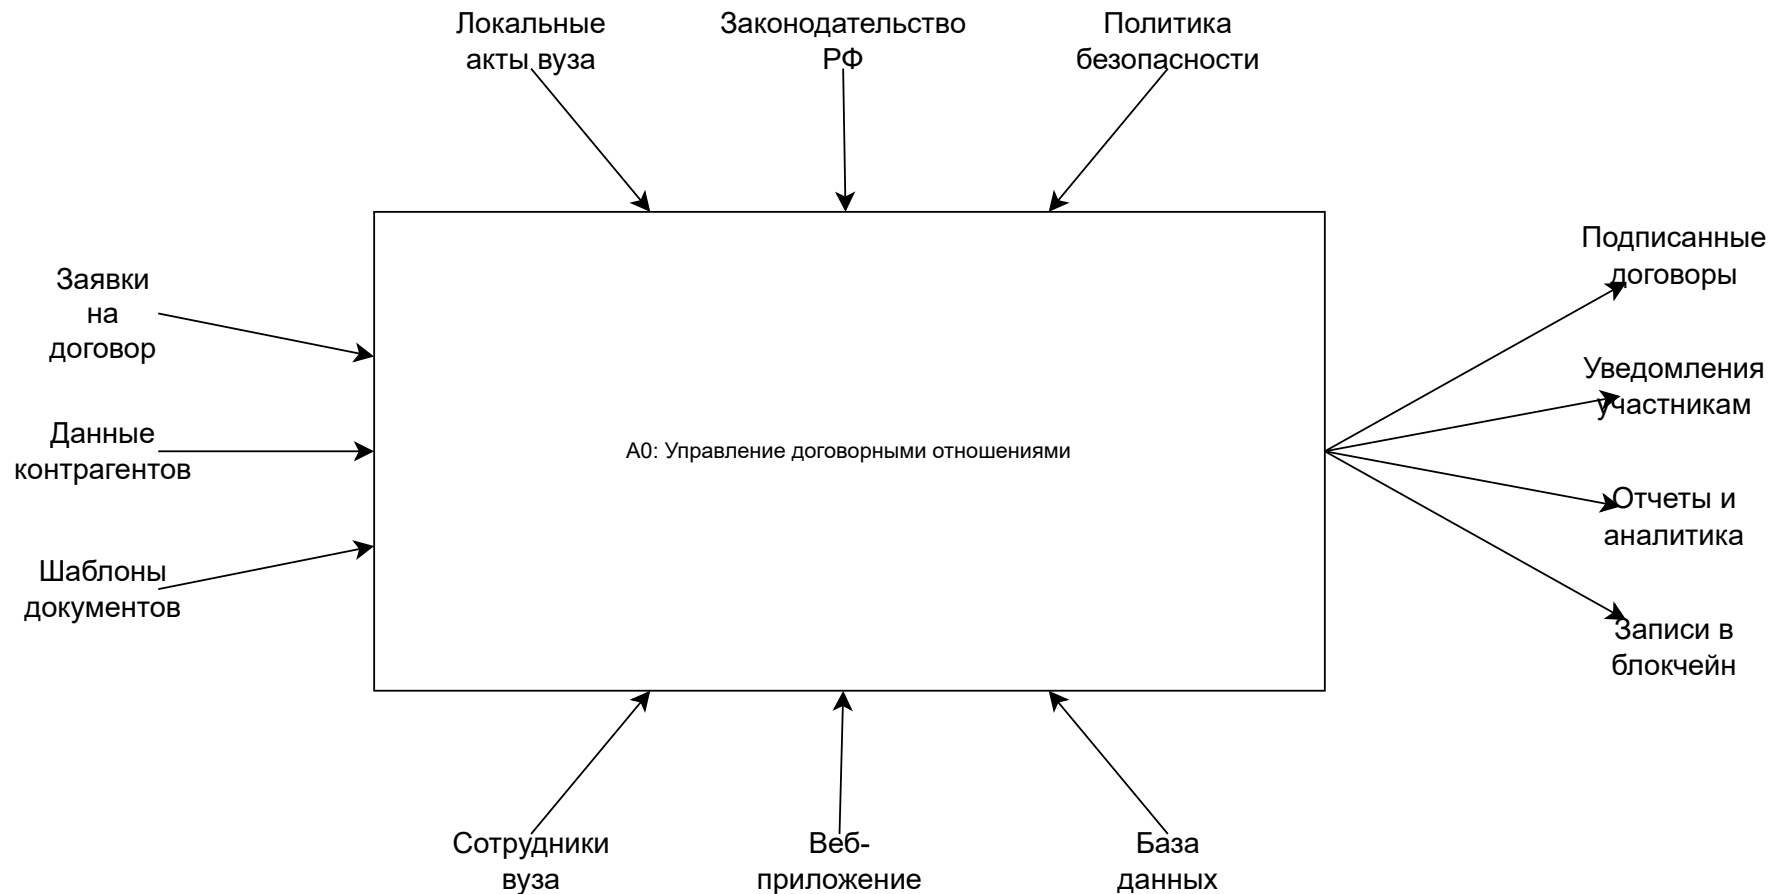 Локальные
акты вуза
Законодательство
РФ
Политика
безопасности
Заявки
на
договор
Данные
контрагентов
Шаблоны
документов
A0: Управление договорными отношениями
Подписанные
договоры
Уведомления
участникам
Отчеты и
аналитика
Записи в
блокчейн
Сотрудники
вуза
Веб-
приложение
База
данных